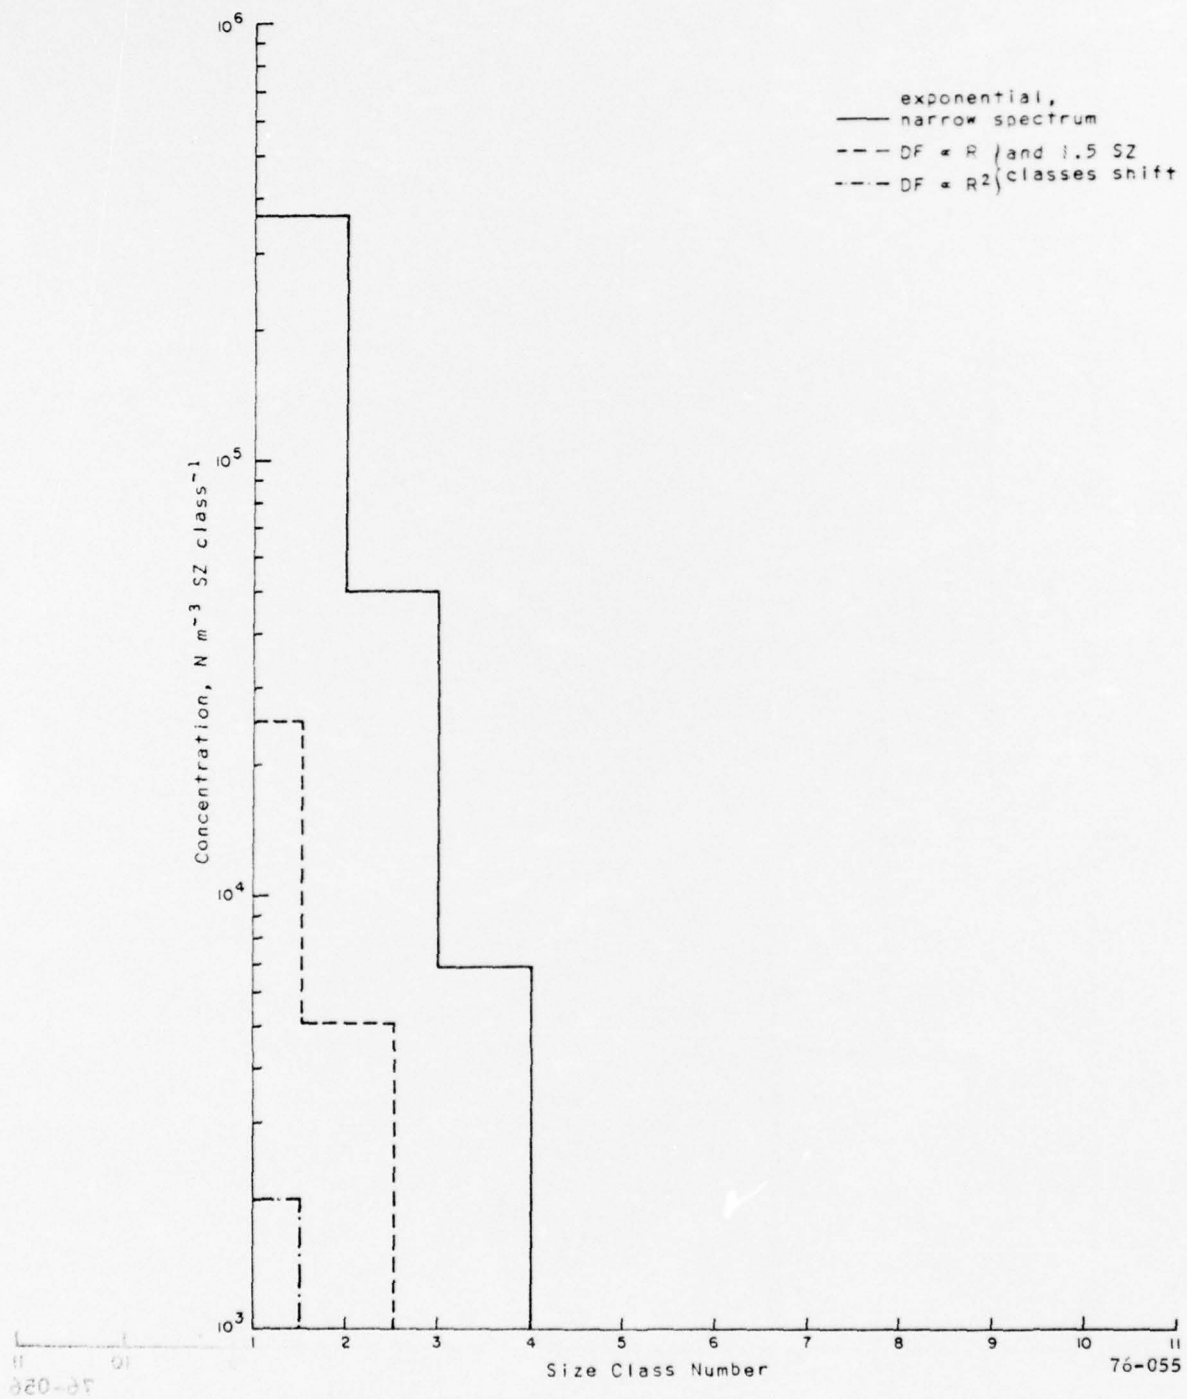 10⁶
exponential,
narrow spectrum
DF ∝ R } and 1.5 SZ
DF ∝ R² } classes shift
10⁵
Concentration, N m⁻³ SZ class⁻¹
10⁴
10³
1 2 3 4 5 6 7 8 9 10 11
Size Class Number
76-055
11 10
76-056